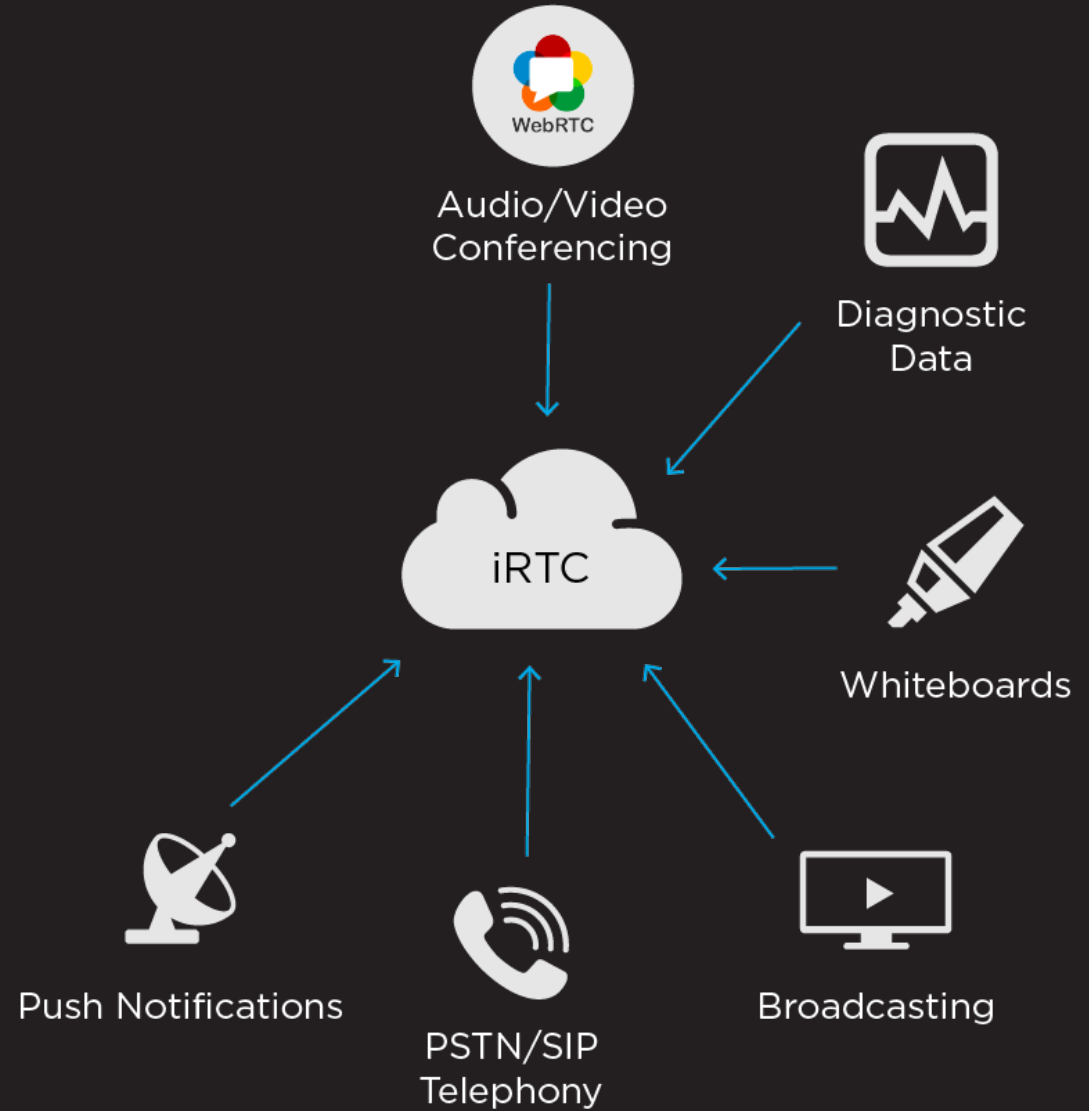 WebRTC
Audio/Video
Conferencing
Diagnostic
Data
iRTC
Whiteboards
Push Notifications
PSTN/SIP
Telephony
Broadcasting